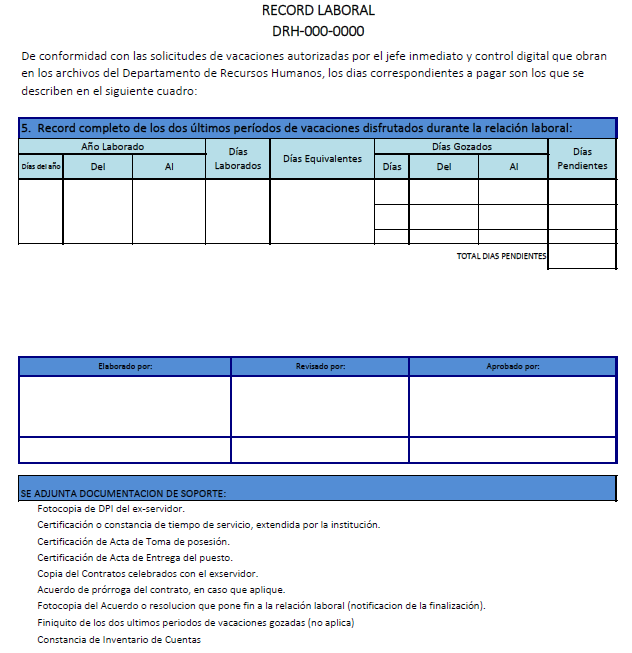 RECORD LABORAL
DRH-000-0000
De conformidad con las solicitudes de vacaciones autorizadas por el jefe inmediato y control digital que obran
en los archivos del Departamento de Recursos Humanos, los dias correspondientes a pagar son los que se
describen en el siguiente cuadro:
5. Record completo de los dos últimos períodos de vacaciones disfrutados durante la relación laboral:
Año Laborado
Días Laborados
Días Equivalentes
Días Gozados
Días Pendientes
Días del año
Del
Al
Días
Del
Al
TOTAL DIAS PENDIENTES
Elaborado por:
Revisado por:
Aprobado por:
SE ADJUNTA DOCUMENTACION DE SOPORTE:
Fotocopia de DPI del ex-servidor.
Certificación o constancia de tiempo de servicio, extendida por la institución.
Certificación de Acta de Toma de posesión.
Certificación de Acta de Entrega del puesto.
Copia del Contratos celebrados con el exservidor.
Acuerdo de prórroga del contrato, en caso que aplique.
Fotocopia del Acuerdo o resolucion que pone fin a la relación laboral (notificacion de la finalización).
Finiquito de los dos ultimos periodos de vacaciones gozadas (no aplica)
Constancia de Inventario de Cuentas